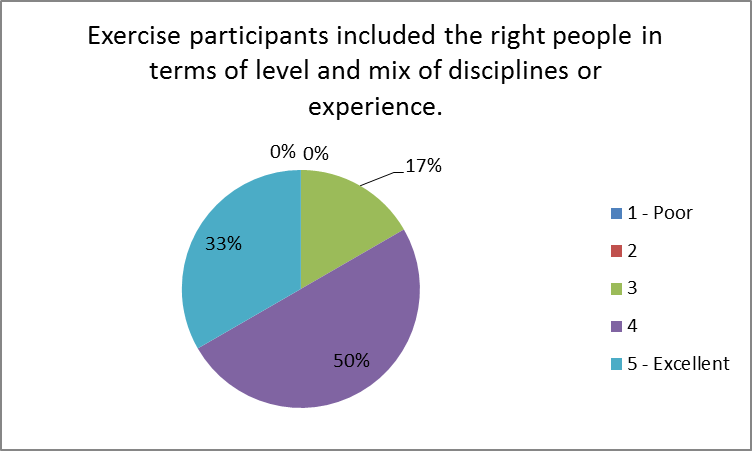 Exercise participants included the right people in
terms of level and mix of disciplines or
experience.
0% 0%
17%
33%
50%
1 - Poor
2
3
4
5 - Excellent